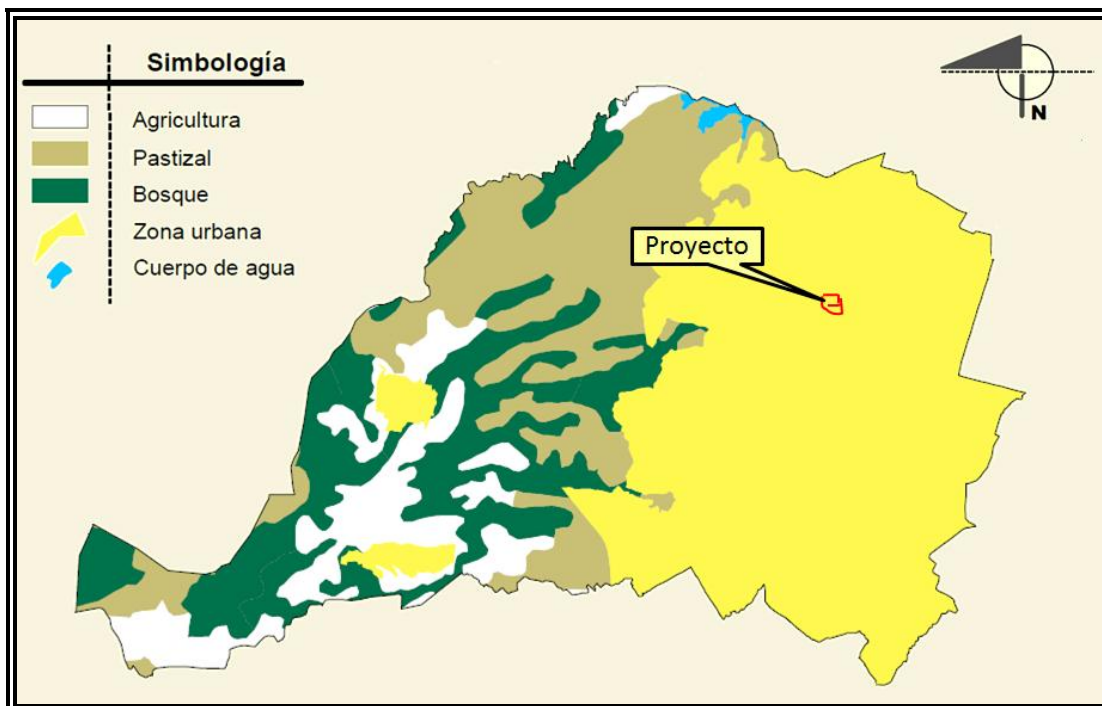 Simbología
Agricultura
Pastizal
Bosque
Zona urbana
Cuerpo de agua
N
Proyecto